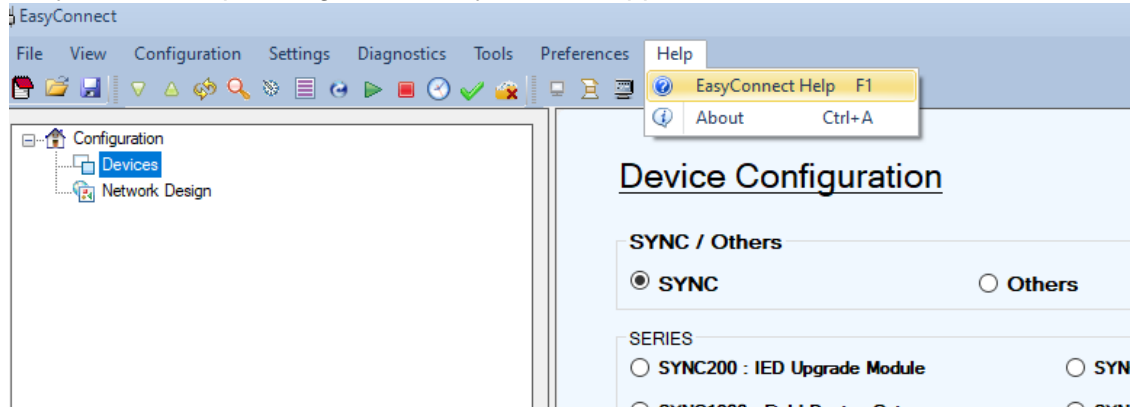 EasyConnect
File View Configuration Settings Diagnostics Tools Preferences Help
EasyConnect Help F1
About Ctrl+A
Configuration
Devices
Network Design
Device Configuration
SYNC / Others
SYNC Others
SERIES
SYNC200 : IED Upgrade Module SYN